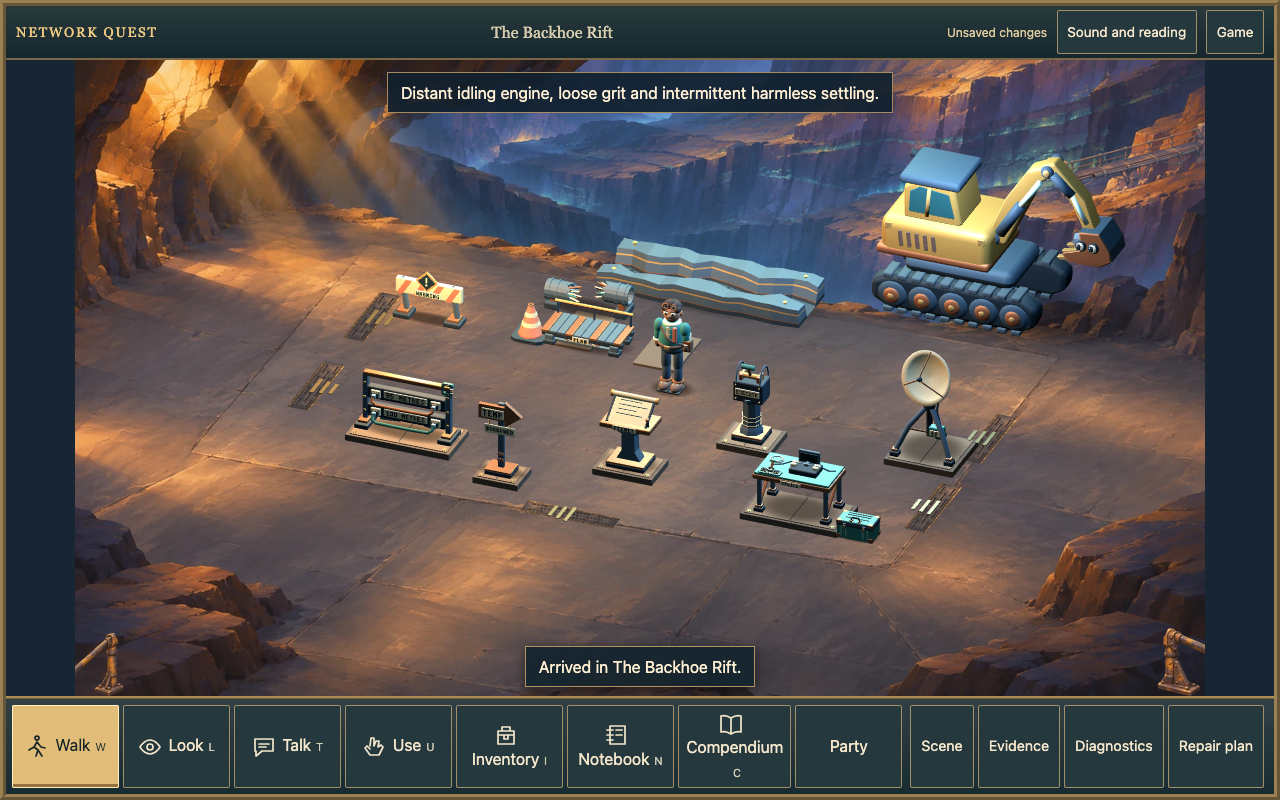 NETWORK QUEST
The Backhoe Rift
Unsaved changes
Sound and reading
Game
Distant idling engine, loose grit and intermittent harmless settling.
WARNING
TEMP
Arrived in The Backhoe Rift.
Walk W
Look L
Talk T
Use U
Inventory I
Notebook N
Compendium
C
Party
Scene
Evidence
Diagnostics
Repair plan